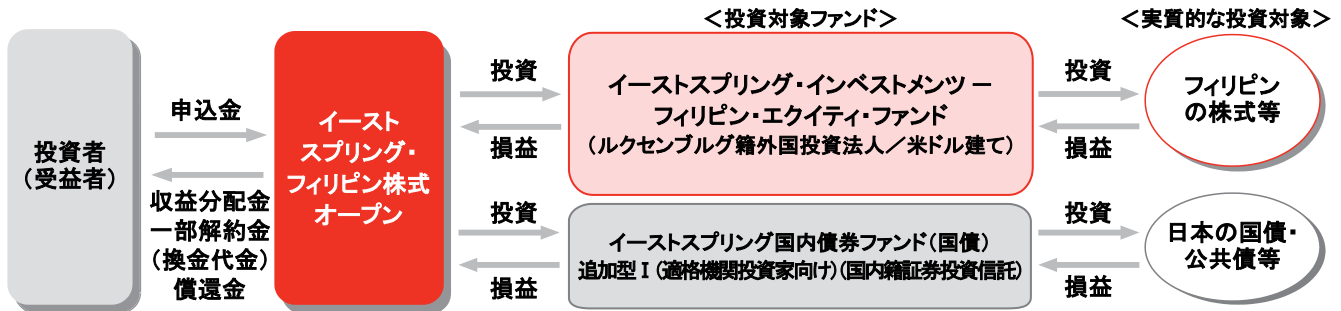 ＜投資対象ファンド＞
＜実質的な投資対象＞
投資者
（受益者）
申込金
収益分配金
一部解約金
（換金代金）
償還金
イースト
スプリング・
フィリピン株式
オープン
投資
損益
イーストスプリング・インベストメンツ －
フィリピン・エクイティ・ファンド
（ルクセンブルグ籍外国投資法人／米ドル建て）
投資
損益
フィリピン
の株式等
投資
損益
イーストスプリング国内債券ファンド（国債）
追加型Ⅰ（適格機関投資家向け）（国内籍証券投資信託）
投資
損益
日本の国債・
公共債等